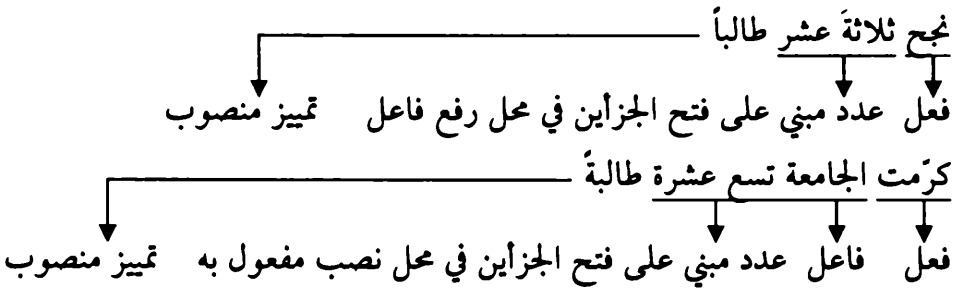 نجح ثلاثةَ عشر طالباً
فعل عدد مبني على فتح الجزأين في محل رفع فاعل تمييز منصوب
كرّمت الجامعة تسع عشرة طالبةً
فعل فاعل عدد مبني على فتح الجزأين في محل نصب مفعول به تمييز منصوب